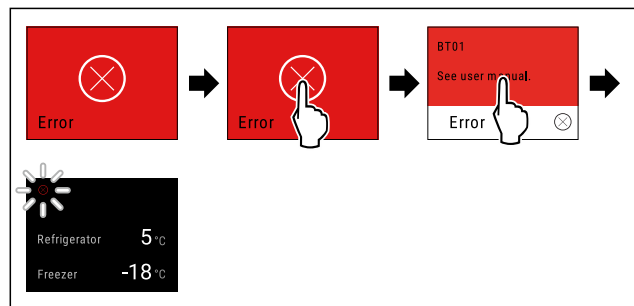 Error
Error
BT01
See user manual.
Error
Refrigerator 5 °C
Freezer -18 °C